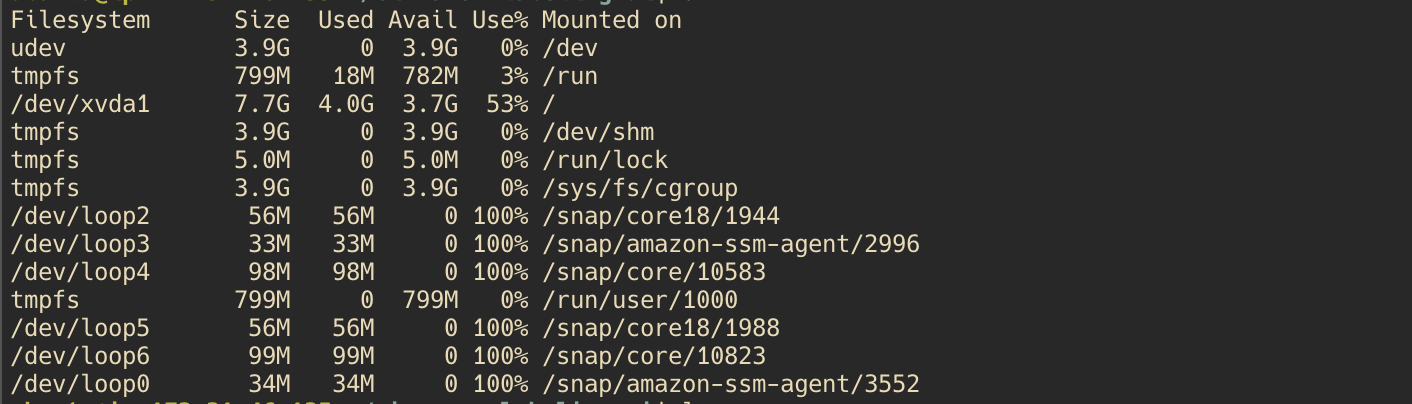 Filesystem      Size  Used Avail Use% Mounted on
udev            3.9G     0  3.9G   0% /dev
tmpfs           799M   18M  782M   3% /run
/dev/xvda1      7.7G  4.0G  3.7G  53% /
tmpfs           3.9G     0  3.9G   0% /dev/shm
tmpfs           5.0M     0  5.0M   0% /run/lock
tmpfs           3.9G     0  3.9G   0% /sys/fs/cgroup
/dev/loop2       56M   56M     0 100% /snap/core18/1944
/dev/loop3       33M   33M     0 100% /snap/amazon-ssm-agent/2996
/dev/loop4       98M   98M     0 100% /snap/core/10583
tmpfs           799M     0  799M   0% /run/user/1000
/dev/loop5       56M   56M     0 100% /snap/core18/1988
/dev/loop6       99M   99M     0 100% /snap/core/10823
/dev/loop0       34M   34M     0 100% /snap/amazon-ssm-agent/3552